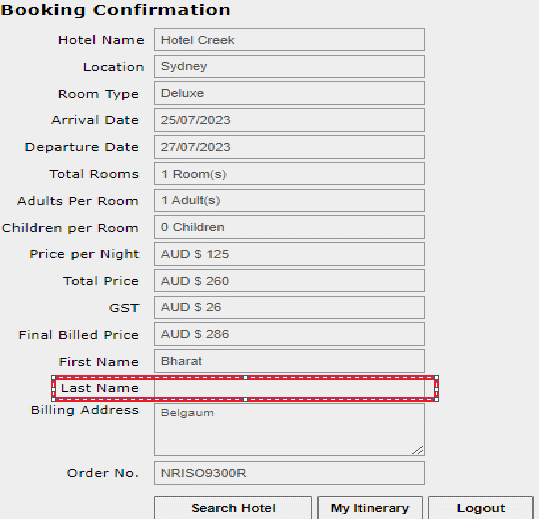 Booking Confirmation
Hotel Name Hotel Creek
Location Sydney
Room Type Deluxe
Arrival Date 25/07/2023
Departure Date 27/07/2023
Total Rooms 1 Room(s)
Adults Per Room 1 Adult(s)
Children per Room 0 Children
Price per Night AUD $ 125
Total Price AUD $ 260
GST AUD $ 26
Final Billed Price AUD $ 286
First Name Bharat
Last Name
Billing Address Belgaum
Order No. NRISO9300R
Search Hotel My Itinerary Logout